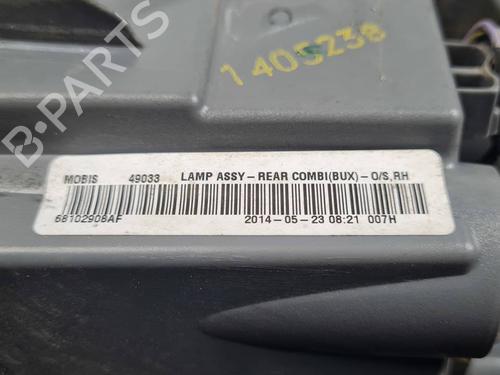 1405238
B-PARTS
MOBIS 49033 LAMP ASSY-REAR COMBI(BUX)-O/S,RH
68102908AF 2014-05-23 08:21 007H